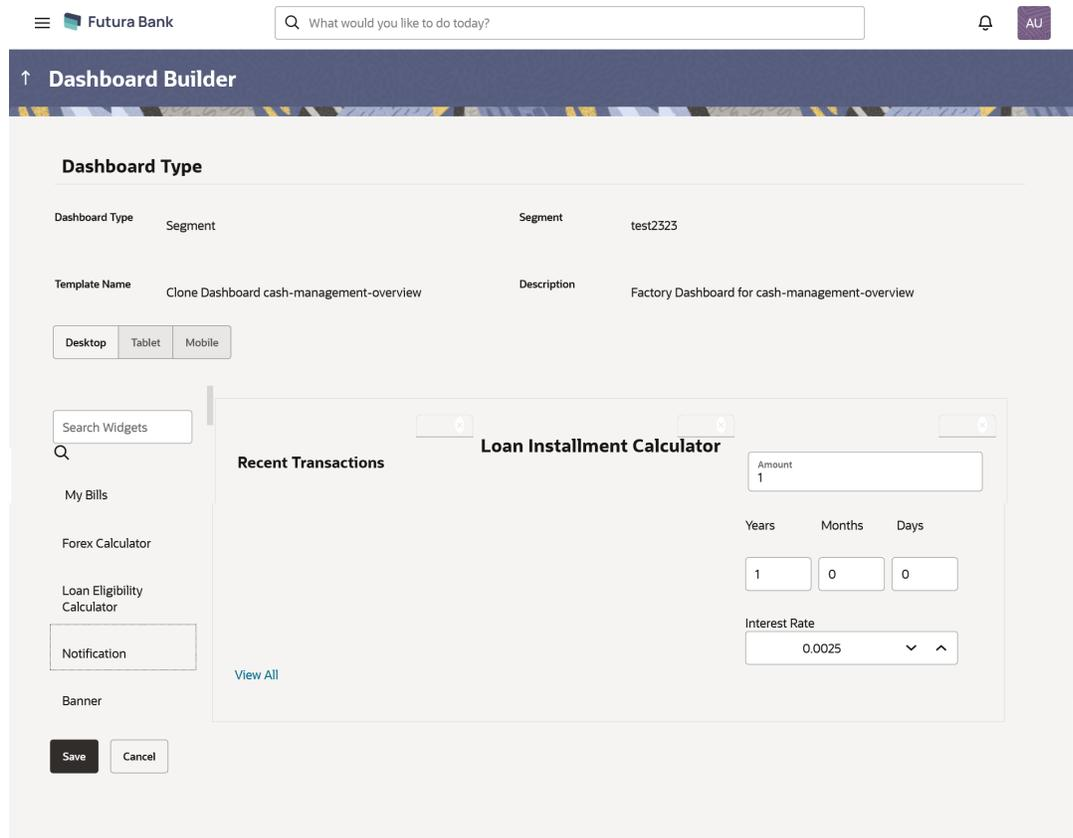 Futura Bank
What would you like to do today?
AU
Dashboard Builder
Dashboard Type
Dashboard Type
Segment
Segment
test2323
Template Name
Clone Dashboard cash-management-overview
Description
Factory Dashboard for cash-management-overview
Desktop
Tablet
Mobile
Search Widgets
My Bills
Forex Calculator
Loan Eligibility
Calculator
Notification
Banner
Recent Transactions
View All
Loan Installment Calculator
Amount
1
Years Months Days
1 0 0
Interest Rate
0.0025
Save
Cancel